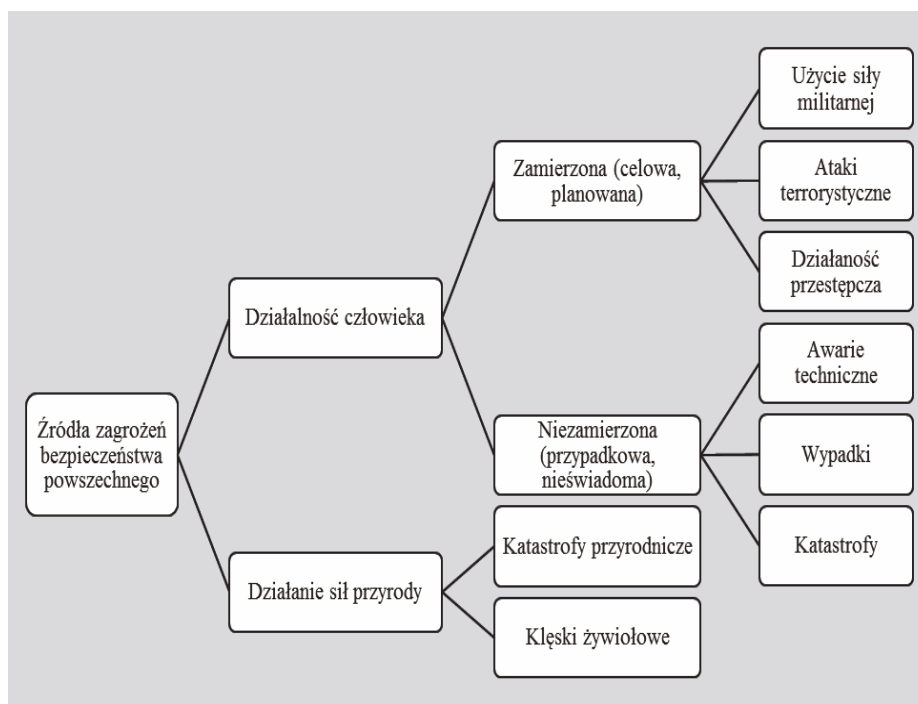 Źródła zagrożeń
bezpieczeństwa
powszechnego
Działalność człowieka
Zamierzona (celowa,
planowana)
Użycie siły
militarnej
Ataki
terrorystyczne
Działaność
przestępcza
Niezamierzona
(przypadkowa,
nieświadoma)
Awarie
techniczne
Wypadki
Katastrofy
Działanie sił przyrody
Katastrofy przyrodnicze
Klęski żywiołowe